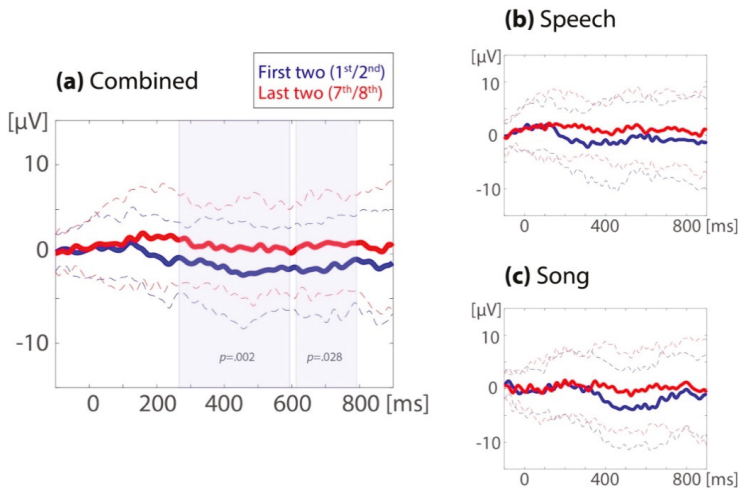 (a) Combined
First two (1st/2nd)
Last two (7th/8th)
[µV]
10
0
-10
p=.002
p=.028
0 200 400 600 800 [ms]
(b) Speech
[µV]
10
0
-10
0 400 800 [ms]
(c) Song
[µV]
10
0
-10
0 400 800 [ms]